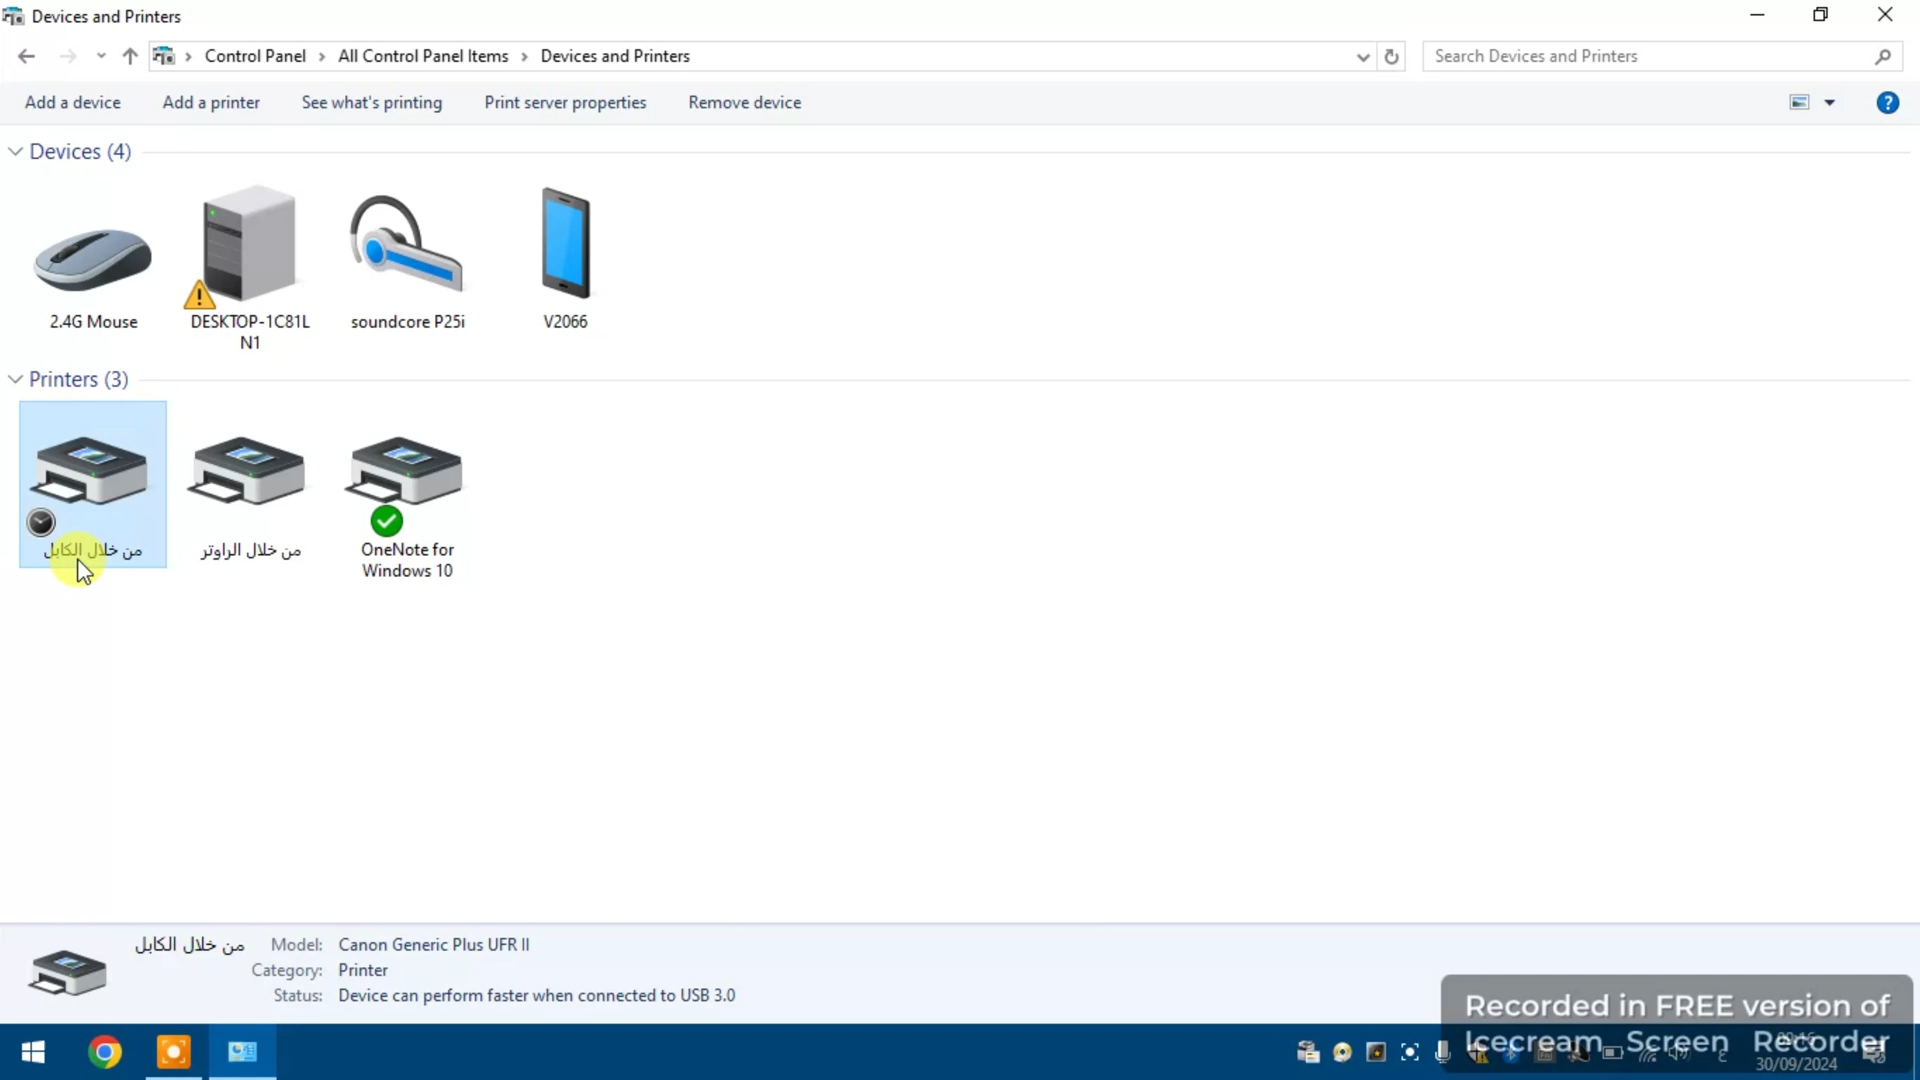 Devices and Printers
Control Panel > All Control Panel Items > Devices and Printers
Search Devices and Printers
Add a device
Add a printer
See what's printing
Print server properties
Remove device
?
Devices (4)
2.4G Mouse
DESKTOP-1C81L
N1
soundcore P25i
V2066
Printers (3)
من خلال الكابل
من خلال الراوتر
OneNote for
Windows 10
من خلال الكابل
Model: Canon Generic Plus UFR II
Category: Printer
Status: Device can perform faster when connected to USB 3.0
Recorded in FREE version of
Icecream Screen Recorder
30/09/2024